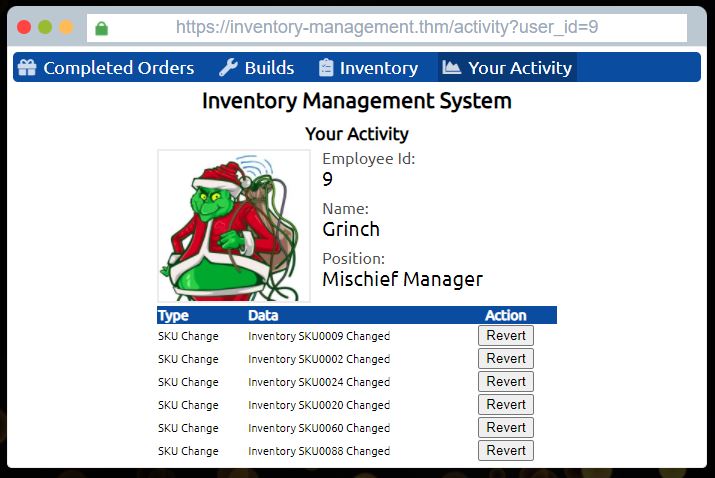 https://inventory-management.thm/activity?user_id=9
Completed Orders Builds Inventory Your Activity
Inventory Management System
Your Activity
Employee Id:
9
Name:
Grinch
Position:
Mischief Manager
Type Data Action
SKU Change Inventory SKU0009 Changed Revert
SKU Change Inventory SKU0002 Changed Revert
SKU Change Inventory SKU0024 Changed Revert
SKU Change Inventory SKU0020 Changed Revert
SKU Change Inventory SKU0060 Changed Revert
SKU Change Inventory SKU0088 Changed Revert